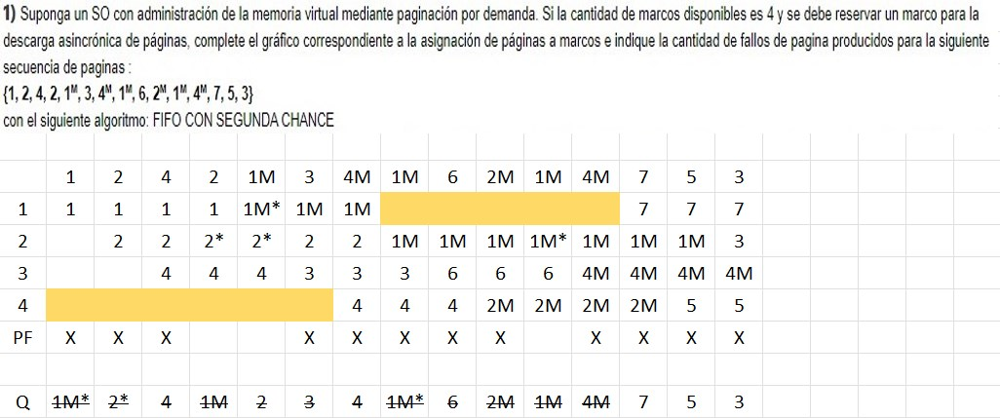 1) Suponga un SO con administración de la memoria virtual mediante paginación por demanda. Si la cantidad de marcos disponibles es 4 y se debe reservar un marco para la
descarga asincrónica de páginas, complete el gráfico correspondiente a la asignación de páginas a marcos e indique la cantidad de fallos de pagina producidos para la siguiente
secuencia de paginas :
{1, 2, 4, 2, 1ᴹ, 3, 4ᴹ, 1ᴹ, 6, 2ᴹ, 1ᴹ, 4ᴹ, 7, 5, 3}
con el siguiente algoritmo: FIFO CON SEGUNDA CHANCE
1 2 4 2 1M 3 4M 1M 6 2M 1M 4M 7 5 3
1 1 1 1 1 1M* 1M 1M 7 7 7
2 2 2 2* 2* 2 2 1M 1M 1M 1M* 1M 1M 1M 3
3 4 4 4 3 3 3 6 6 6 4M 4M 4M 4M
4 4 4 4 2M 2M 2M 2M 5 5
PF X X X X X X X X X X X X
Q 1M* 2* 4 1M 2 3 4 1M* 6 2M 1M 4M 7 5 3